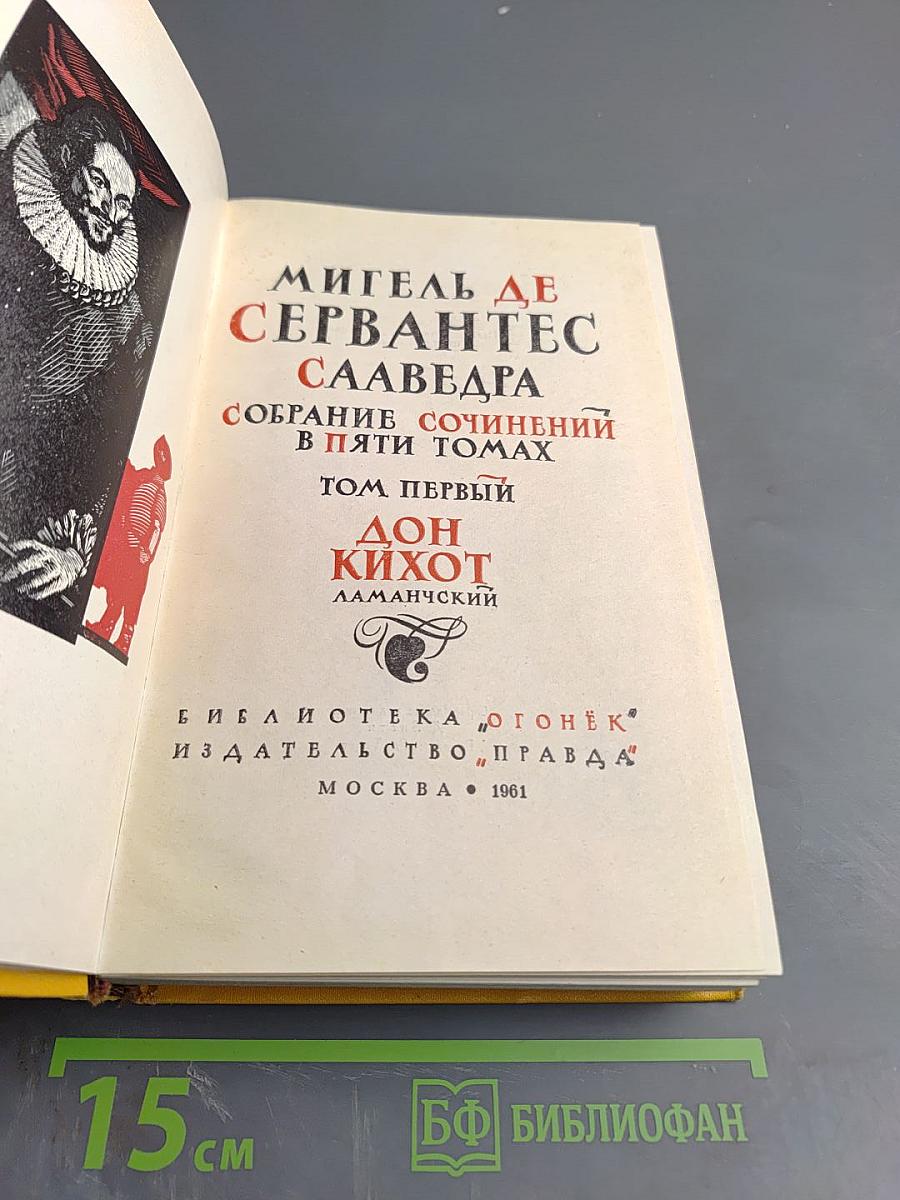 МИГЕЛЬ ДЕ
СЕРВАНТЕС
СААВЕДРА
СОБРАНИЕ СОЧИНЕНИЙ
В ПЯТИ ТОМАХ
ТОМ ПЕРВЫЙ
ДОН
КИХОТ
ЛАМАНЧСКИЙ
БИБЛИОТЕКА „ОГОНЁК“
ИЗДАТЕЛЬСТВО „ПРАВДА“
МОСКВА • 1961
15 см
БФ БИБЛИОФАН